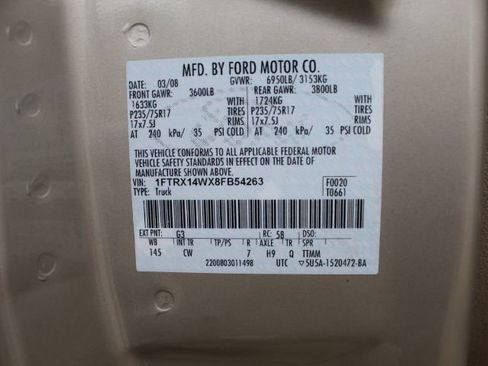 MFD. BY FORD MOTOR CO.
DATE: 03/08 GVWR: 6950LB/ 3153KG
FRONT GAWR: 3600LB REAR GAWR: 3800LB
1633KG WITH 1724KG WITH
P235/75R17 TIRES P235/75R17 TIRES
17x7.5J RIMS 17x7.5J RIMS
AT 240 kPa/ 35 PSI COLD AT 240 kPa/ 35 PSI COLD
THIS VEHICLE CONFORMS TO ALL APPLICABLE FEDERAL MOTOR
VEHICLE SAFETY STANDARDS IN EFFECT ON THE DATE OF
MANUFACTURE SHOWN ABOVE.
VIN: 1FTRX14WX8FB54263 F0020
TYPE: Truck T0661
EXT PNT: G3 RC: 58 DSO:
WB INT TR TP/PS R AXLE TR SPR
145 CW 7 H9 Q TTMM
2200803011498 UTC ▽5U5A-1520472-BA